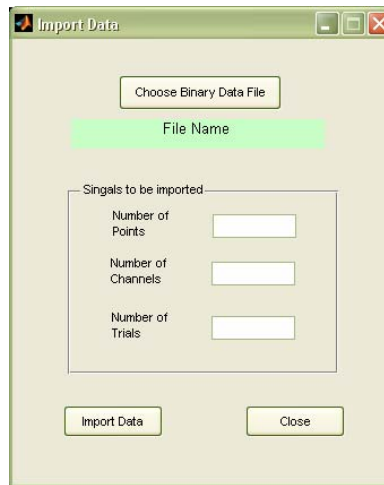 Import Data
Choose Binary Data File
File Name
Singals to be imported
Number of
Points
Number of
Channels
Number of
Trials
Import Data
Close